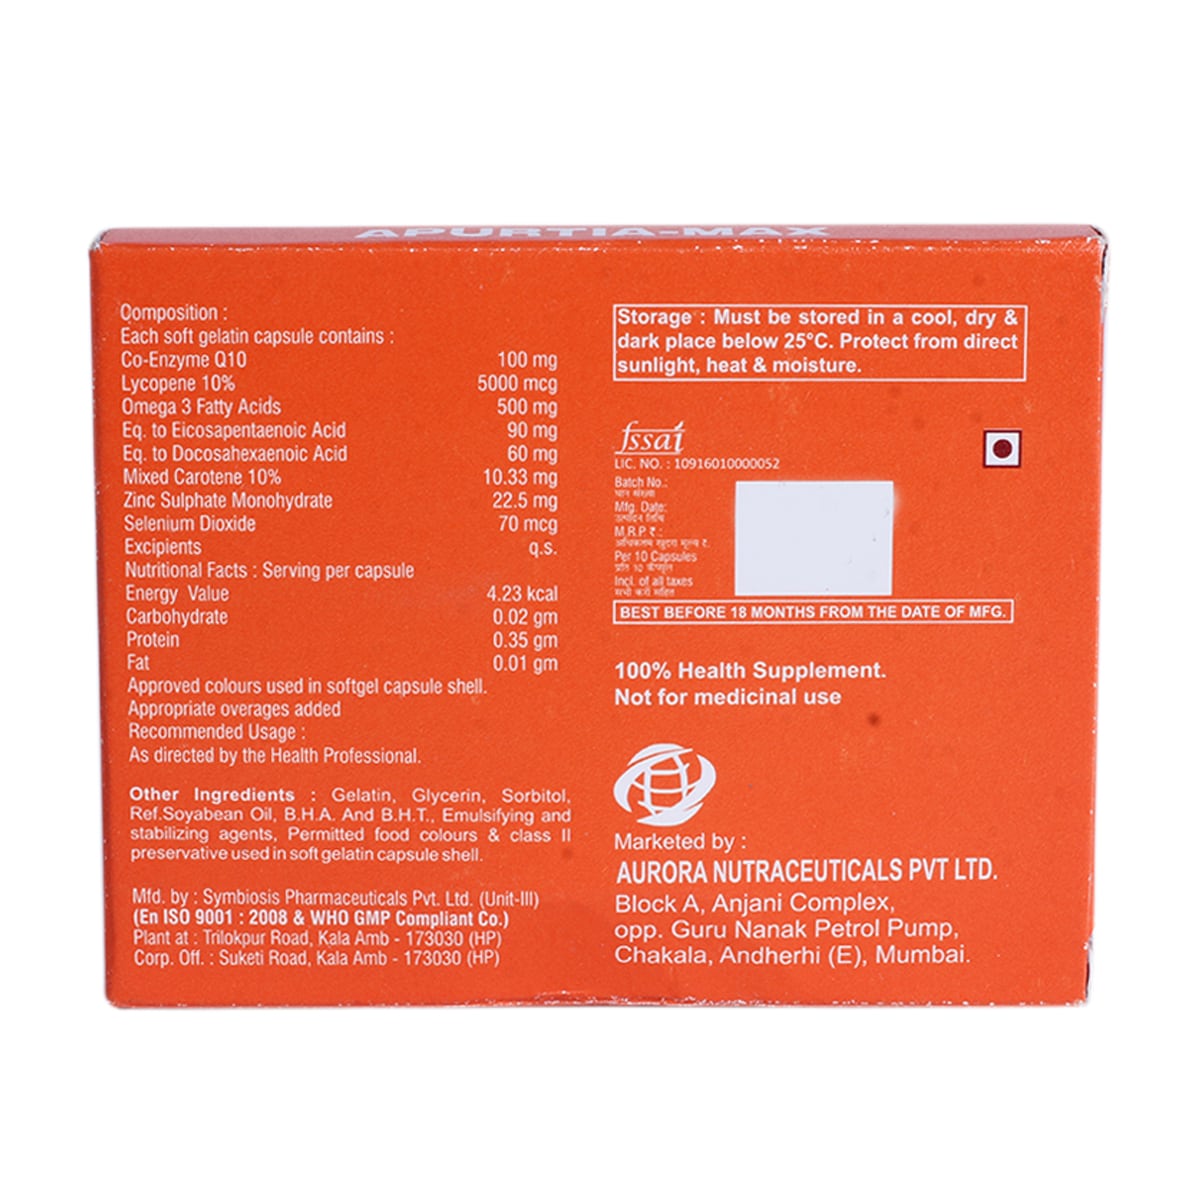 APURTIA-MAX
Composition :
Each soft gelatin capsule contains :
Co-Enzyme Q10 100 mg
Lycopene 10% 5000 mcg
Omega 3 Fatty Acids 500 mg
Eq. to Eicosapentaenoic Acid 90 mg
Eq. to Docosahexaenoic Acid 60 mg
Mixed Carotene 10% 10.33 mg
Zinc Sulphate Monohydrate 22.5 mg
Selenium Dioxide 70 mcg
Excipients q.s.
Nutritional Facts : Serving per capsule
Energy Value 4.23 kcal
Carbohydrate 0.02 gm
Protein 0.35 gm
Fat 0.01 gm
Approved colours used in softgel capsule shell.
Appropriate overages added
Recommended Usage :
As directed by the Health Professional.
Other Ingredients : Gelatin, Glycerin, Sorbitol,
Ref.Soyabean Oil, B.H.A. And B.H.T., Emulsifying and
stabilizing agents, Permitted food colours & class II
preservative used in soft gelatin capsule shell.
Mfd. by : Symbiosis Pharmaceuticals Pvt. Ltd. (Unit-III)
(En ISO 9001 : 2008 & WHO GMP Compliant Co.)
Plant at : Trilokpur Road, Kala Amb - 173030 (HP)
Corp. Off. : Suketi Road, Kala Amb - 173030 (HP)
Storage : Must be stored in a cool, dry &
dark place below 25°C. Protect from direct
sunlight, heat & moisture.
fssai
LIC. NO. : 10916010000052
Batch No.:
घान संख्या
Mfg. Date:
उत्पादन तिथि
M.R.P. ₹ :
अधिकतम खुदरा मूल्य ₹.
Per 10 Capsules
प्रति 10 कैप्सूल
Incl. of all taxes
सभी करों सहित
BEST BEFORE 18 MONTHS FROM THE DATE OF MFG.
100% Health Supplement.
Not for medicinal use
Marketed by :
AURORA NUTRACEUTICALS PVT LTD.
Block A, Anjani Complex,
opp. Guru Nanak Petrol Pump,
Chakala, Andherhi (E), Mumbai.